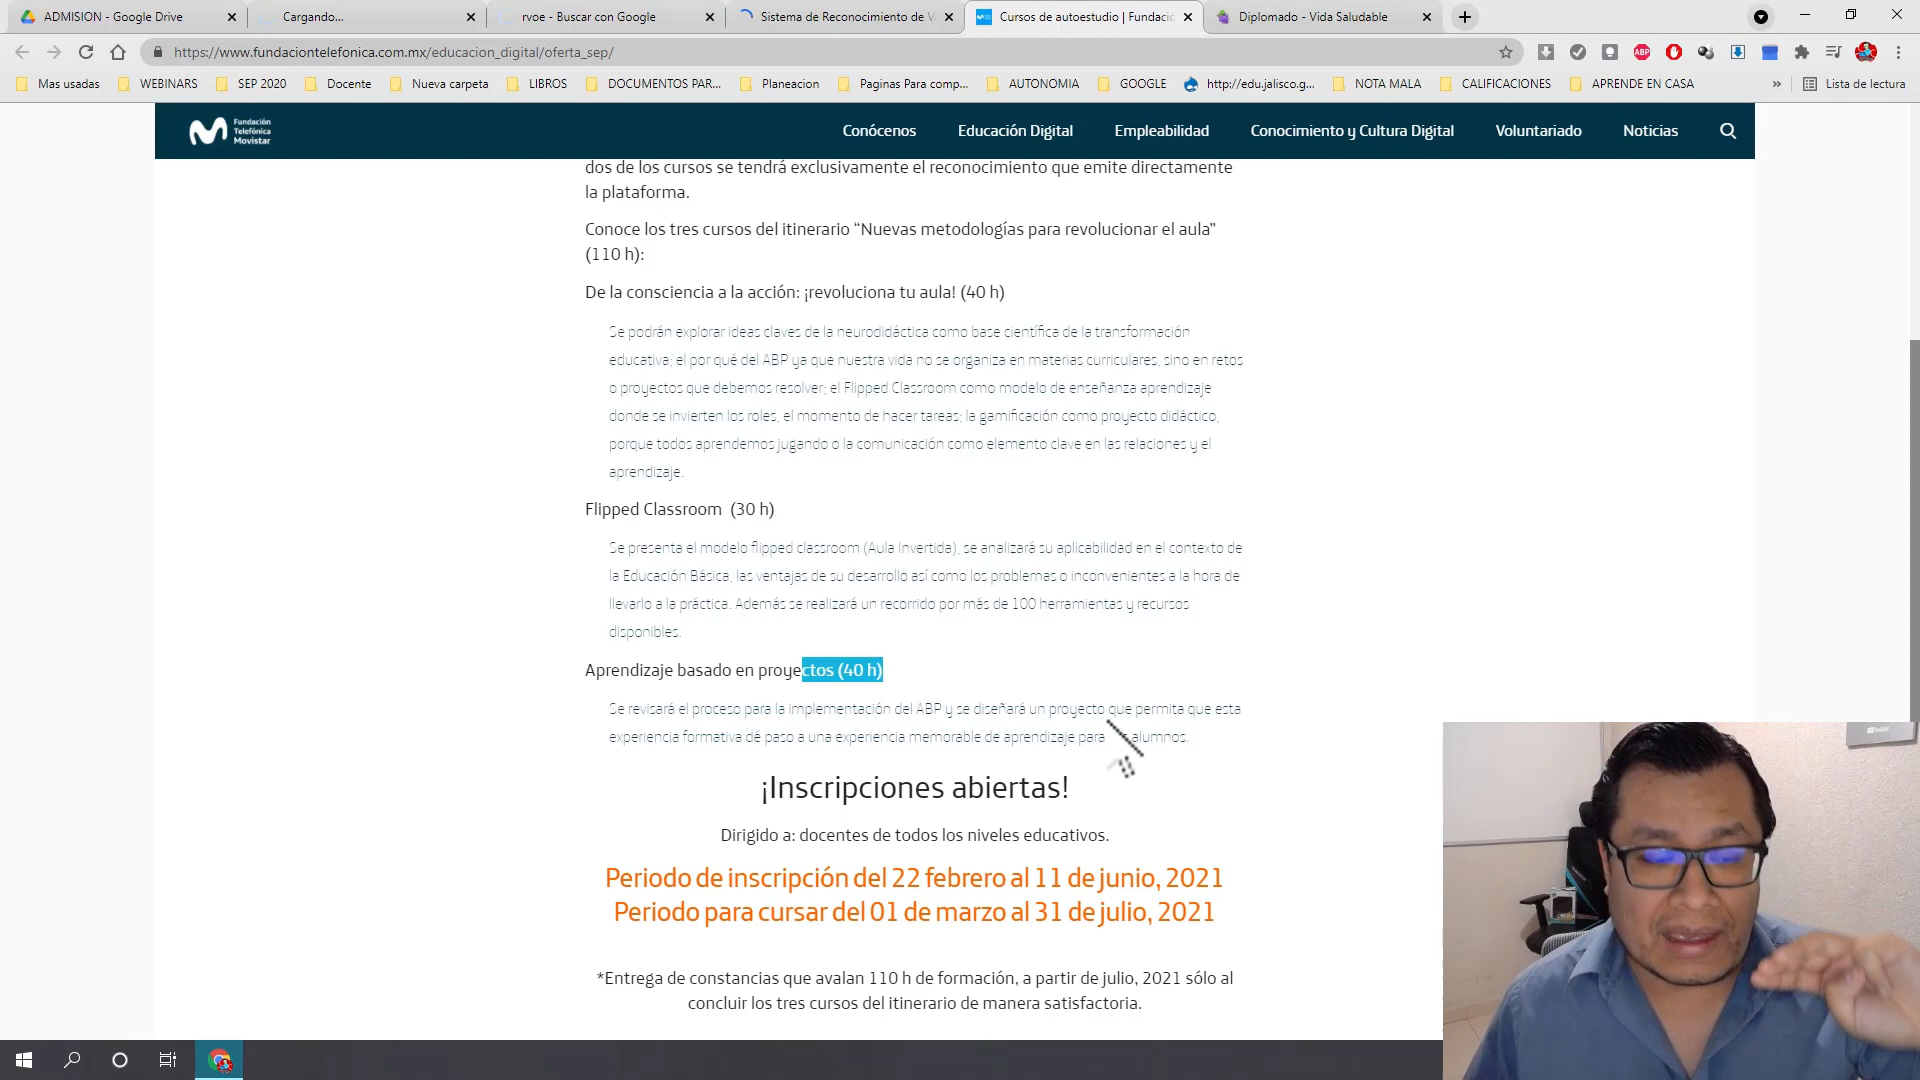 ADMISION - Google Drive
Cargando...
rvoe - Buscar con Google
Sistema de Reconocimiento de V
Cursos de autoestudio | Fundació
Diplomado - Vida Saludable
https://www.fundaciontelefonica.com.mx/educacion_digital/oferta_sep/
ABP
Mas usadas
WEBINARS
SEP 2020
Docente
Nueva carpeta
LIBROS
DOCUMENTOS PAR...
Planeacion
Paginas Para comp...
AUTONOMIA
GOOGLE
http://edu.jalisco.g...
NOTA MALA
CALIFICACIONES
APRENDE EN CASA
»
Lista de lectura
Fundación
Telefónica
Movistar
Conócenos
Educación Digital
Empleabilidad
Conocimiento y Cultura Digital
Voluntariado
Noticias
dos de los cursos se tendrá exclusivamente el reconocimiento que emite directamente
la plataforma.
Conoce los tres cursos del itinerario “Nuevas metodologías para revolucionar el aula”
(110 h):
De la consciencia a la acción: ¡revoluciona tu aula! (40 h)
Se podrán explorar ideas claves de la neurodidáctica como base científica de la transformación
educativa; el por qué del ABP ya que nuestra vida no se organiza en materias curriculares, sino en retos
o proyectos que debemos resolver; el Flipped Classroom como modelo de enseñanza aprendizaje
donde se invierten los roles, el momento de hacer tareas; la gamificación como proyecto didáctico,
porque todos aprendemos jugando o la comunicación como elemento clave en las relaciones y el
aprendizaje.
Flipped Classroom (30 h)
Se presenta el modelo flipped classroom (Aula Invertida), se analizará su aplicabilidad en el contexto de
la Educación Básica, las ventajas de su desarrollo así como los problemas o inconvenientes a la hora de
llevarlo a la práctica. Además se realizará un recorrido por más de 100 herramientas y recursos
disponibles.
Aprendizaje basado en proyectos (40 h)
Se revisará el proceso para la implementación del ABP y se diseñará un proyecto que permita que esta
experiencia formativa dé paso a una experiencia memorable de aprendizaje para alumnos.
¡Inscripciones abiertas!
Dirigido a: docentes de todos los niveles educativos.
Periodo de inscripción del 22 febrero al 11 de junio, 2021
Periodo para cursar del 01 de marzo al 31 de julio, 2021
*Entrega de constancias que avalan 110 h de formación, a partir de julio, 2021 sólo al
concluir los tres cursos del itinerario de manera satisfactoria.